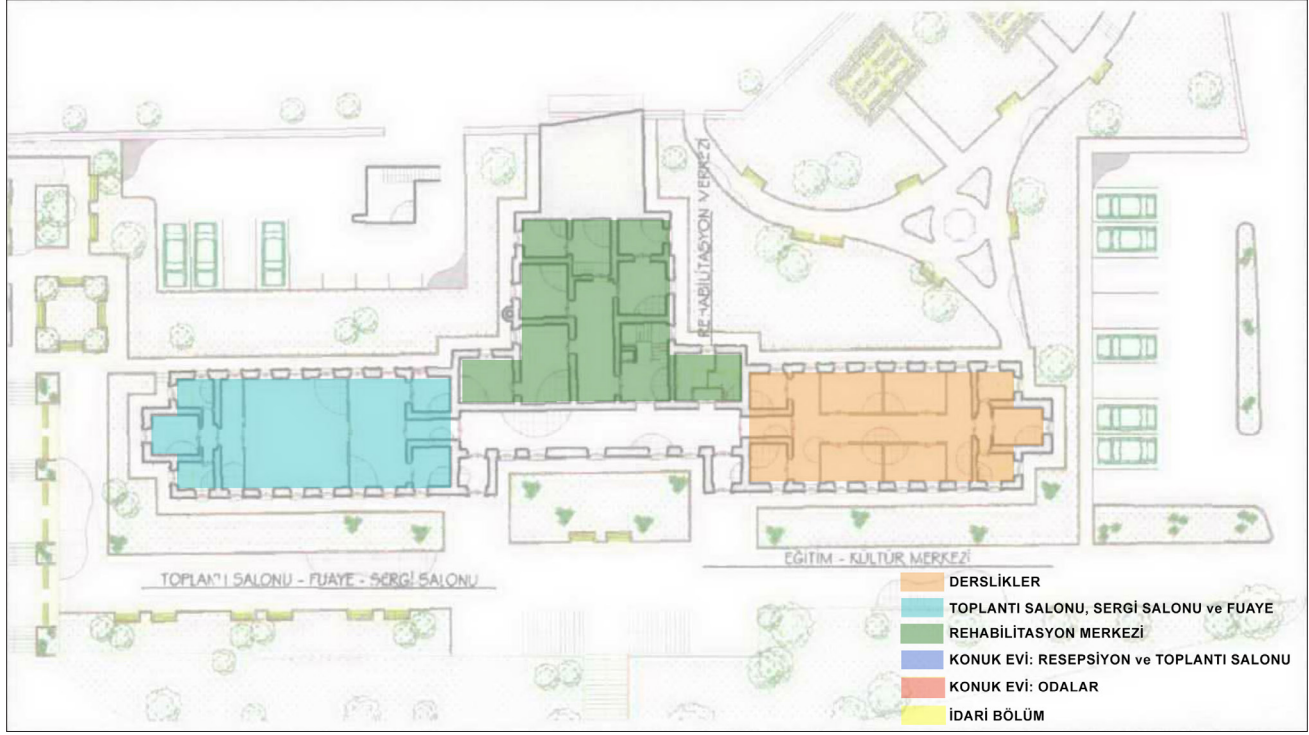 REHABİLİTASYON VERKEZİ
EĞİTİM - KÜLTÜR MERKEZİ
TOPLANTI SALONU - FUAYE - SERGİ SALONU
DERSLİKLER
TOPLANTI SALONU, SERGİ SALONU ve FUAYE
REHABİLİTASYON MERKEZİ
KONUK EVİ: RESEPSİYON ve TOPLANTI SALONU
KONUK EVİ: ODALAR
İDARİ BÖLÜM